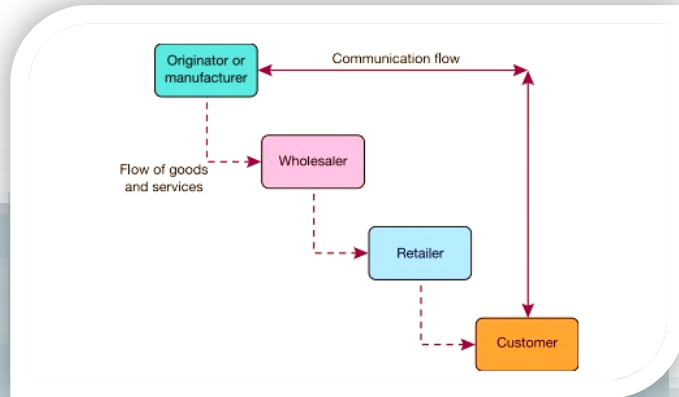 Originator or
manufacturer
Communication flow
Wholesaler
Flow of goods
and services
Retailer
Customer